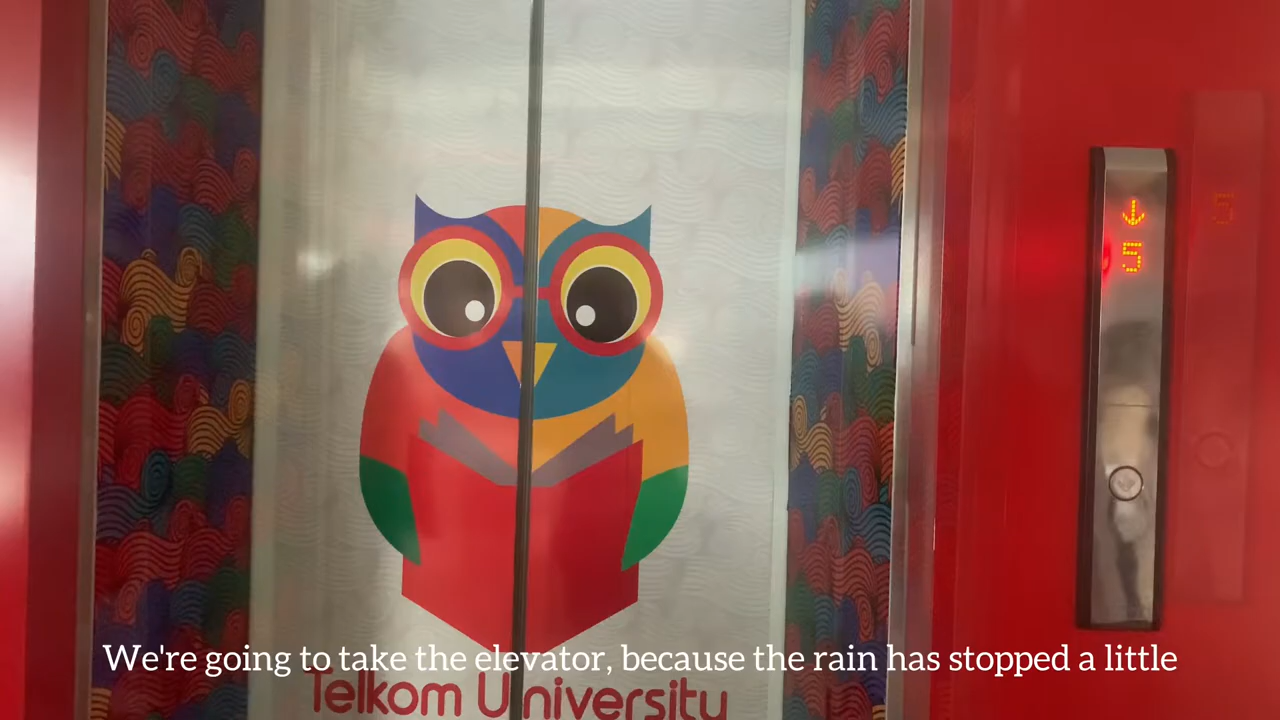 5
We're going to take the elevator, because the rain has stopped a little
Telkom University